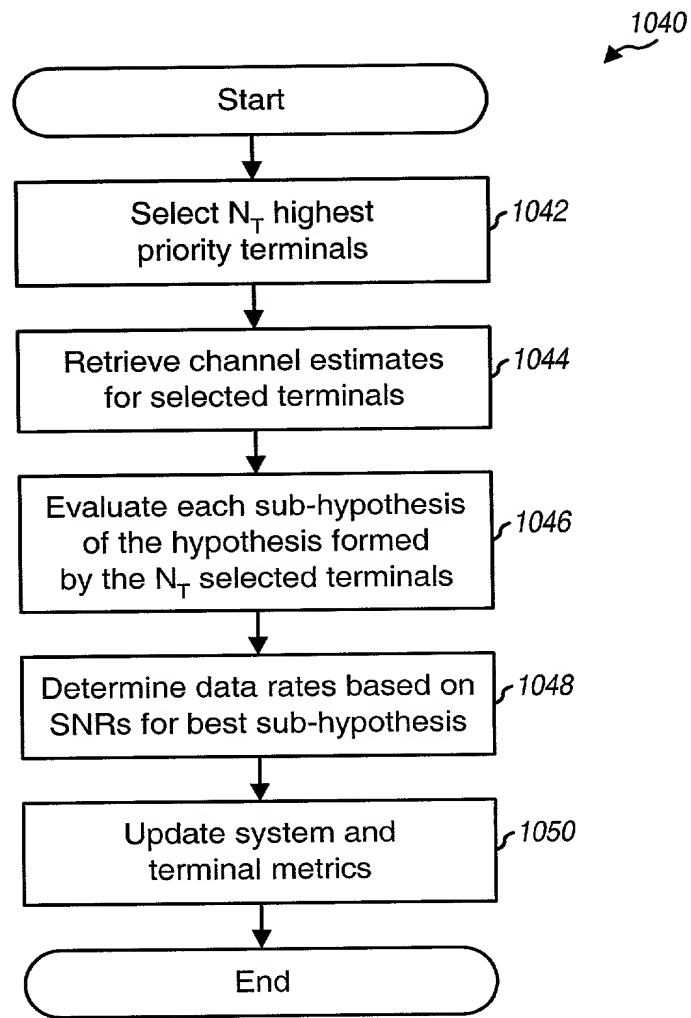 1040
Start
Select N_T highest
priority terminals
1042
Retrieve channel estimates
for selected terminals
1044
Evaluate each sub-hypothesis
of the hypothesis formed
by the N_T selected terminals
1046
Determine data rates based on
SNRs for best sub-hypothesis
1048
Update system and
terminal metrics
1050
End